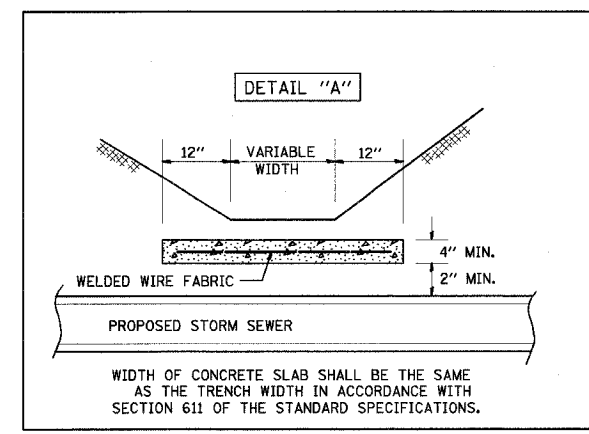 DETAIL "A"
12" VARIABLE WIDTH 12"
4" MIN.
WELDED WIRE FABRIC
2" MIN.
PROPOSED STORM SEWER
WIDTH OF CONCRETE SLAB SHALL BE THE SAME
AS THE TRENCH WIDTH IN ACCORDANCE WITH
SECTION 611 OF THE STANDARD SPECIFICATIONS.